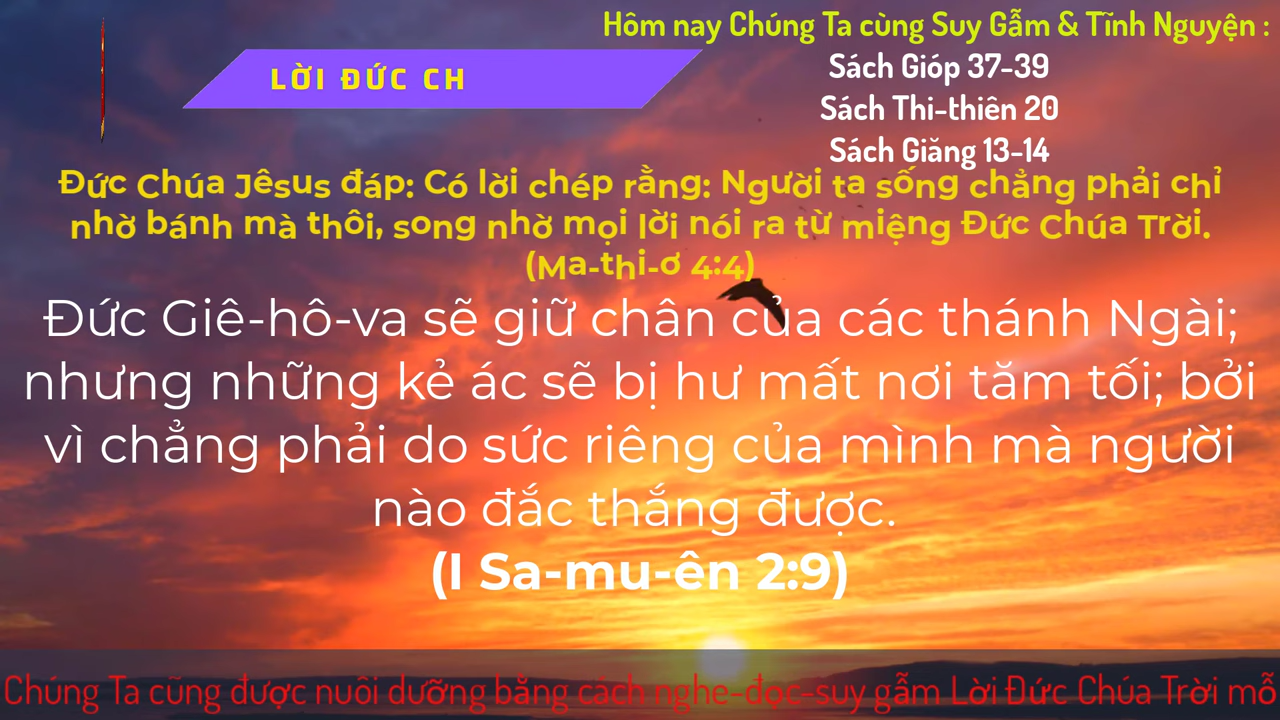 Hôm nay Chúng Ta cùng Suy Gẫm & Tĩnh Nguyện :
LỜI ĐỨC CH
Sách Gióp 37-39
Sách Thi-thiên 20
Sách Giăng 13-14
Đức Chúa Jêsus đáp: Có lời chép rằng: Người ta sống chẳng phải chỉ
nhờ bánh mà thôi, song nhờ mọi lời nói ra từ miệng Đức Chúa Trời.
(Ma-thi-ơ 4:4)
Đức Giê-hô-va sẽ giữ chân của các thánh Ngài;
nhưng những kẻ ác sẽ bị hư mất nơi tăm tối; bởi
vì chẳng phải do sức riêng của mình mà người
nào đắc thắng được.
(I Sa-mu-ên 2:9)
Chúng Ta cũng được nuôi dưỡng bằng cách nghe-đọc-suy gẫm Lời Đức Chúa Trời mỗ